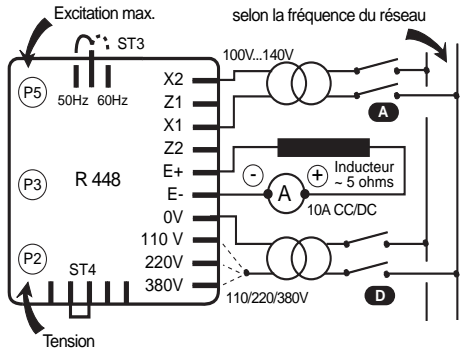 Excitation max.
selon la fréquence du réseau
ST3
100V...140V
P5
50Hz 60Hz
X2
Z1
X1
Z2
A
E+
E-
Inducteur
~ 5 ohms
- A +
10A CC/DC
P3
R 448
0V
110 V
220V
380V
P2
ST4
110/220/380V
D
Tension